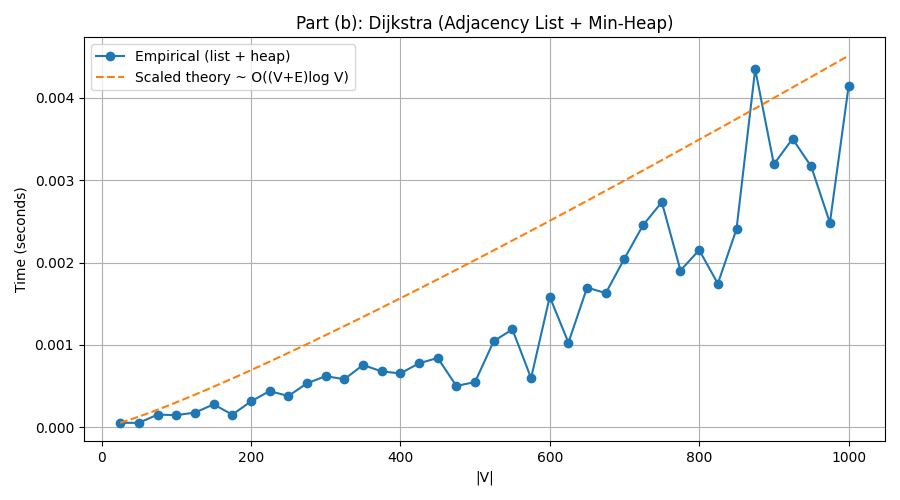 Part (b): Dijkstra (Adjacency List + Min-Heap)
Empirical (list + heap)
Scaled theory ~ O((V+E)log V)
0.004
0.003
0.002
0.001
0.000
Time (seconds)
0 200 400 600 800 1000
|V|